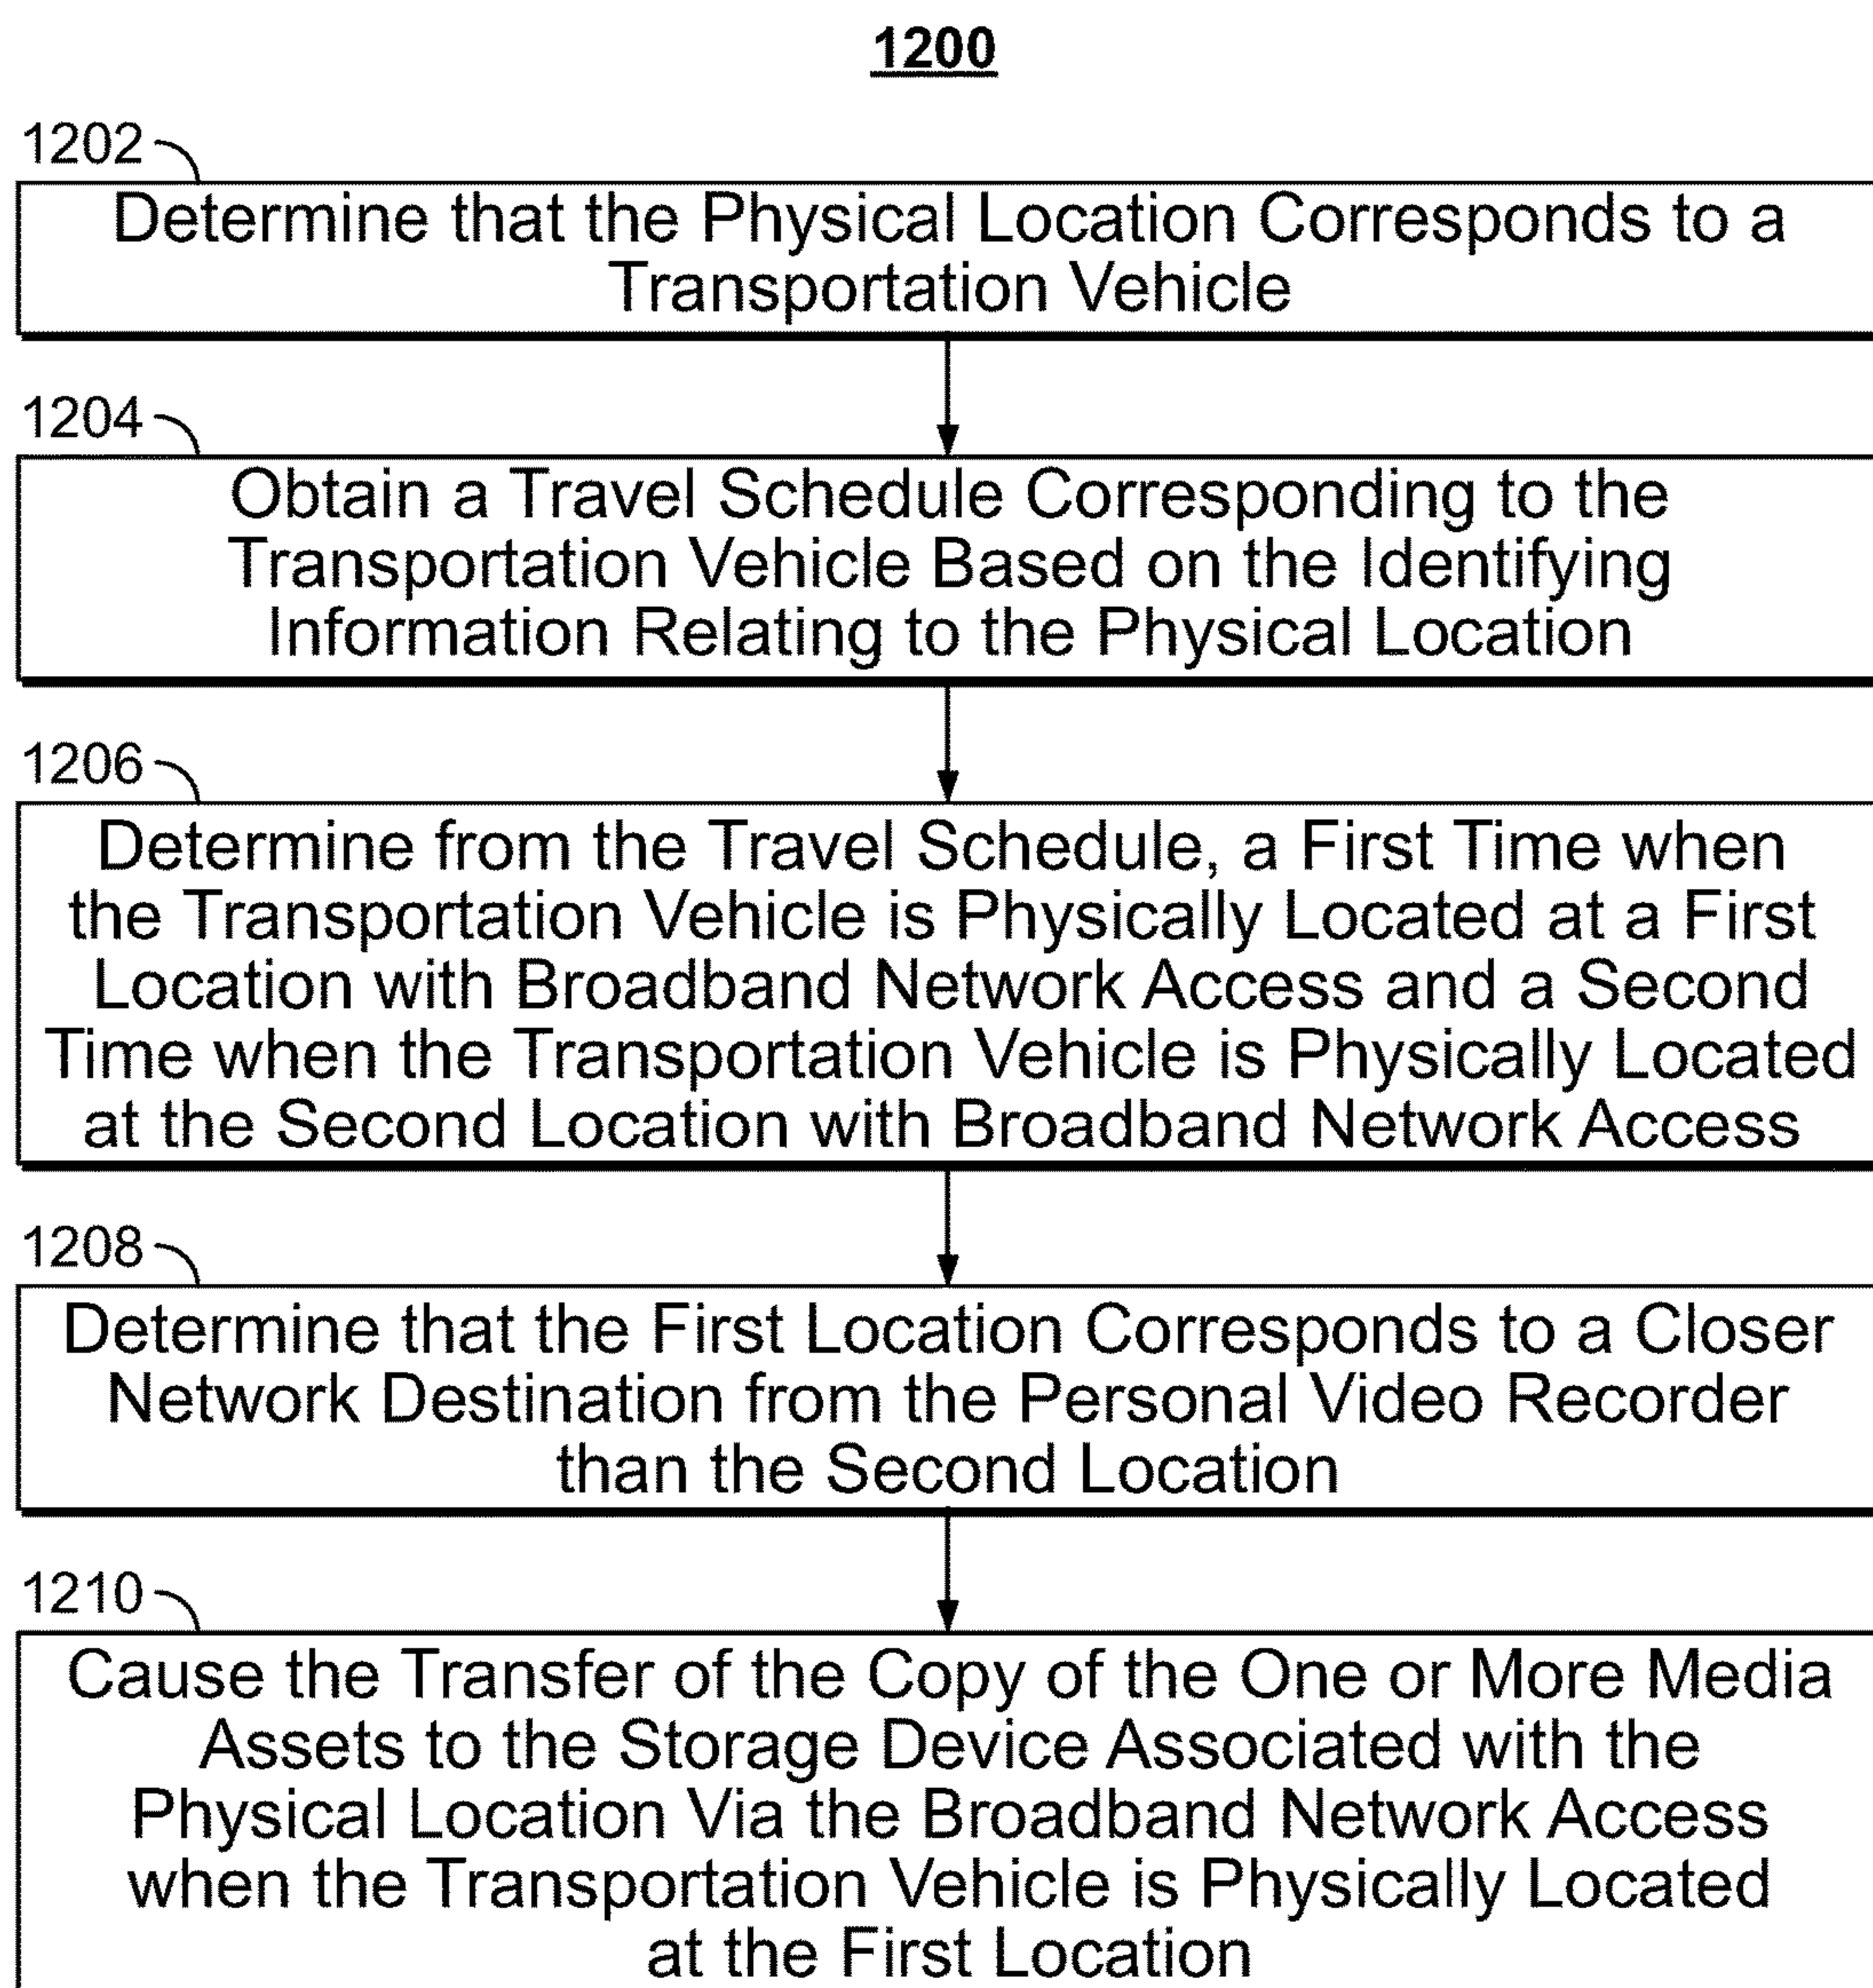 1200
1202
Determine that the Physical Location Corresponds to a
Transportation Vehicle
1204
Obtain a Travel Schedule Corresponding to the
Transportation Vehicle Based on the Identifying
Information Relating to the Physical Location
1206
Determine from the Travel Schedule, a First Time when
the Transportation Vehicle is Physically Located at a First
Location with Broadband Network Access and a Second
Time when the Transportation Vehicle is Physically Located
at the Second Location with Broadband Network Access
1208
Determine that the First Location Corresponds to a Closer
Network Destination from the Personal Video Recorder
than the Second Location
1210
Cause the Transfer of the Copy of the One or More Media
Assets to the Storage Device Associated with the
Physical Location Via the Broadband Network Access
when the Transportation Vehicle is Physically Located
at the First Location